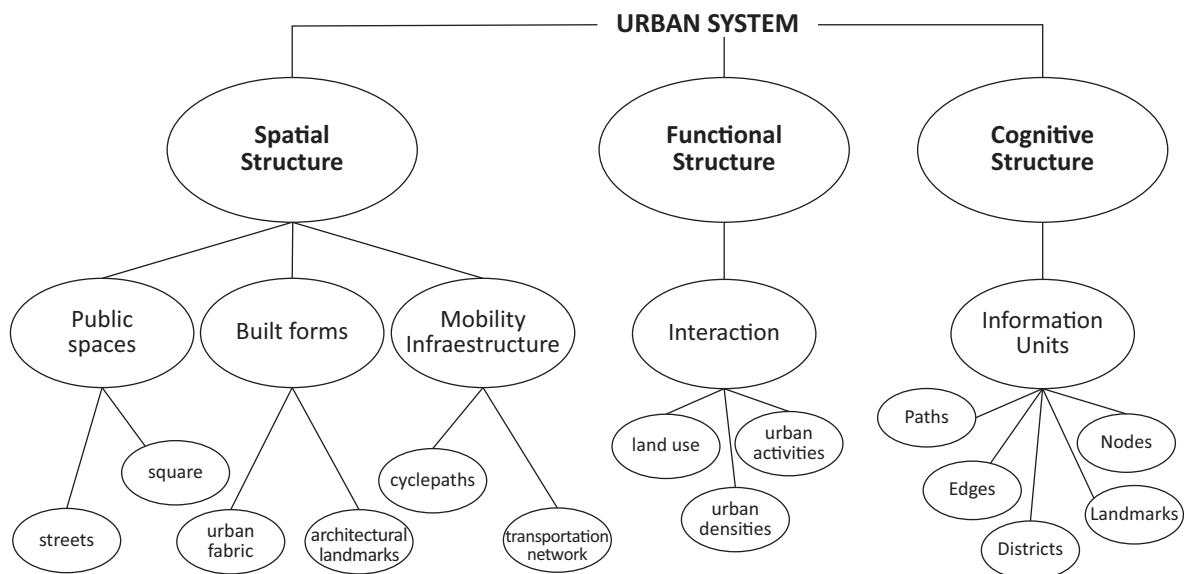 URBAN SYSTEM
Spatial
Structure
Functional
Structure
Cognitive
Structure
Public
spaces
Built forms
Mobility
Infraestructure
Interaction
Information
Units
streets
square
urban
fabric
architectural
landmarks
cyclepaths
transportation
network
land use
urban
densities
urban
activities
Paths
Edges
Districts
Landmarks
Nodes